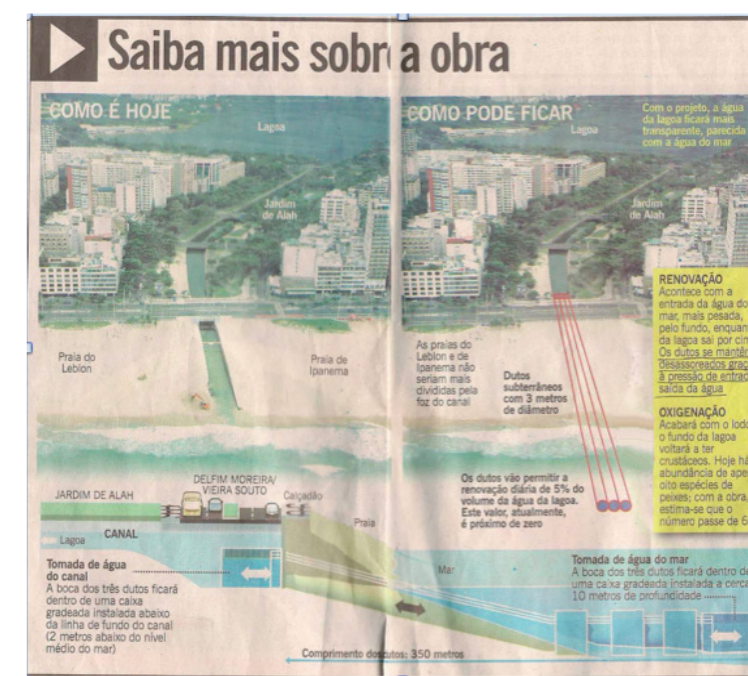 Saiba mais sobre a obra
COMO É HOJE
Lagoa
Jardim
de Alah
Praia do
Leblon
Praia de
Ipanema
COMO PODE FICAR
Lagoa
Com o projeto, a água
da lagoa ficará mais
transparente, parecida
com a água do mar
Jardim
de Alah
As praias do
Leblon e de
Ipanema não
seriam mais
divididas pela
foz do canal
Dutos
subterrâneos
com 3 metros
de diâmetro
RENOVAÇÃO
Acontece com a
entrada da água do
mar, mais pesada,
pelo fundo, enquan
da lagoa sai por cim
Os dutos se mantêm
desassoreados graç
à pressão de entrad
saída da água
OXIGENAÇÃO
Acabará com o lodo
o fundo da lagoa
voltará a ter
crustáceos. Hoje há
abundância de ape
oito espécies de
peixes; com a obra,
estima-se que o
número passe de
Os dutos vão permitir a
renovação diária de 5% do
volume da água da lagoa.
Este valor, atualmente,
é próximo de zero
JARDIM DE ALAH
DELFIM MOREIRA/
VIEIRA SOUTO
Calçadão
Praia
Lagoa
CANAL
Mar
Tomada de água
do canal
A boca dos três dutos ficará
dentro de uma caixa
gradeada instalada abaixo
da linha de fundo do canal
(2 metros abaixo do nível
médio do mar)
Tomada de água do mar
A boca dos três dutos ficará dentro de
uma caixa gradeada instalada a cerca
10 metros de profundidade
Comprimento dos dutos: 350 metros